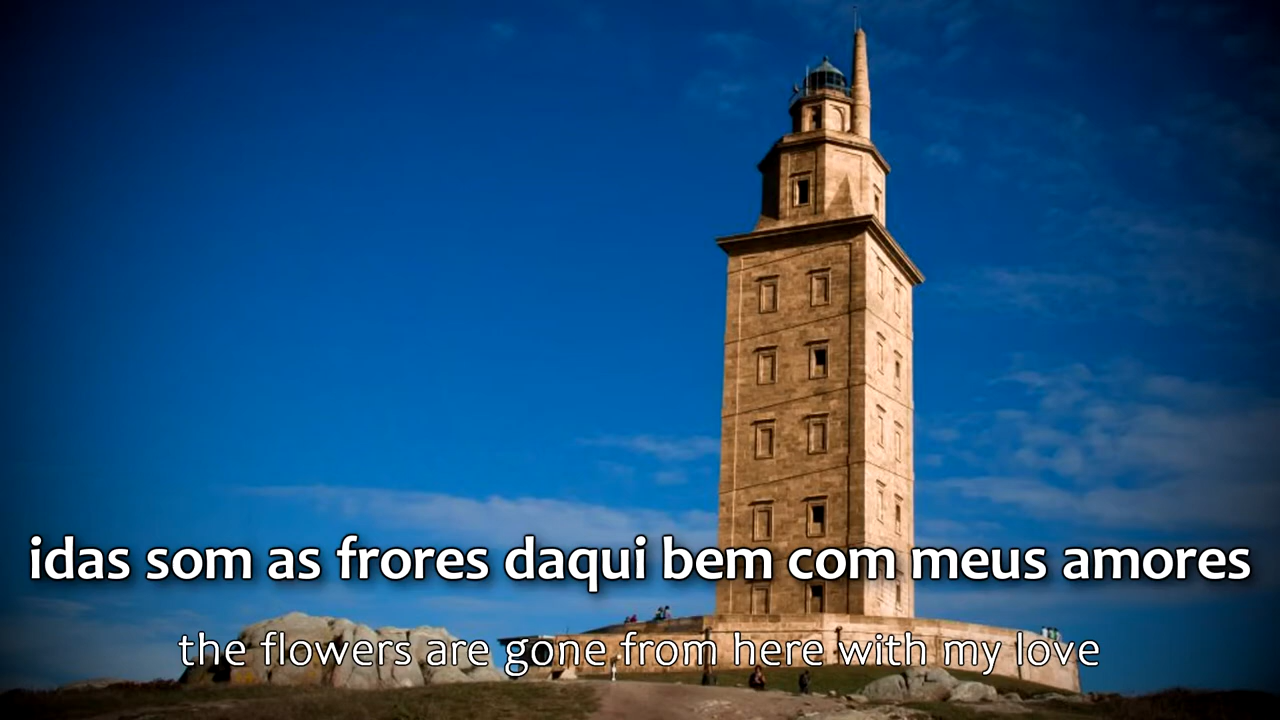 idas som as frores daqui bem com meus amores
the flowers are gone from here with my love